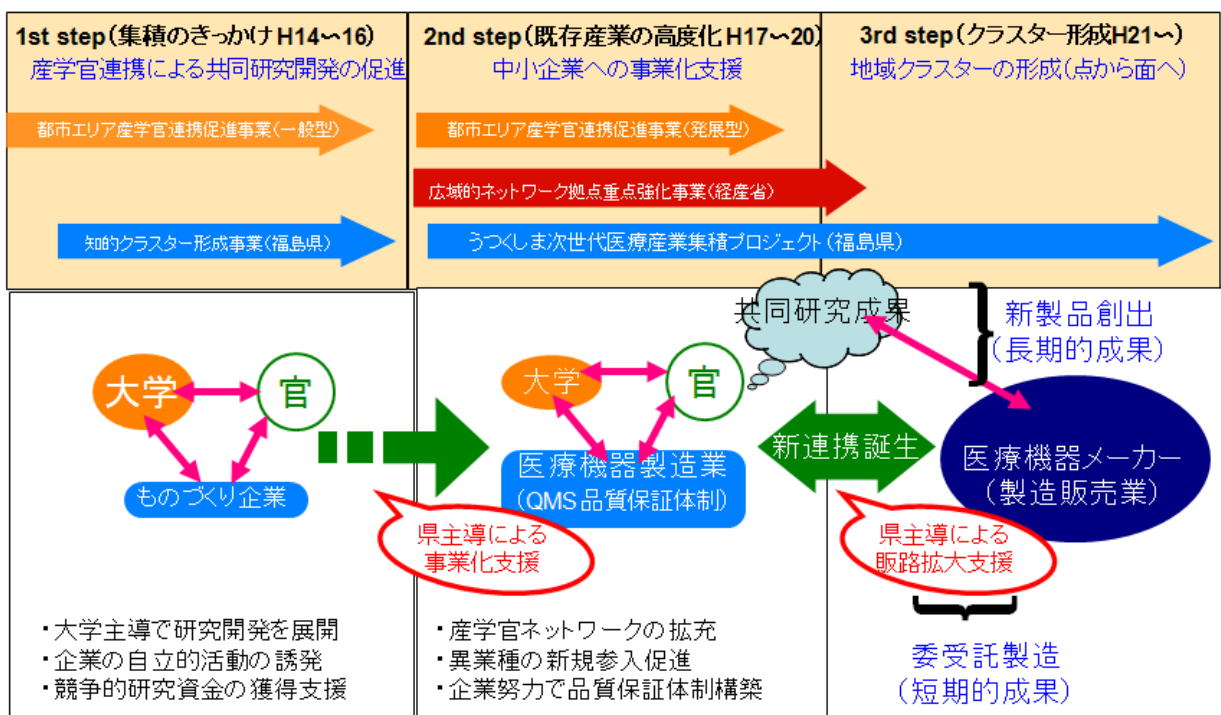 1st step(集積のきっかけ H14～16)
産学官連携による共同研究開発の促進
2nd step(既存産業の高度化 H17～20)
中小企業への事業化支援
3rd step(クラスター形成H21～)
地域クラスターの形成(点から面へ)
都市エリア産学官連携促進事業(一般型)
都市エリア産学官連携促進事業(発展型)
広域的ネットワーク拠点重点強化事業(経産省)
知的クラスター形成事業(福島県)
うつくしま次世代医療産業集積プロジェクト(福島県)
大学
官
ものづくり企業
県主導による
事業化支援
・大学主導で研究開発を展開
・企業の自立的活動の誘発
・競争的研究資金の獲得支援
共同研究成果
大学
官
医療機器製造業
(QMS品質保証体制)
・産学官ネットワークの拡充
・異業種の新規参入促進
・企業努力で品質保証体制構築
新製品創出
(長期的成果)
新連携誕生
医療機器メーカー
(製造販売業)
県主導による
販路拡大支援
委受託製造
(短期的成果)